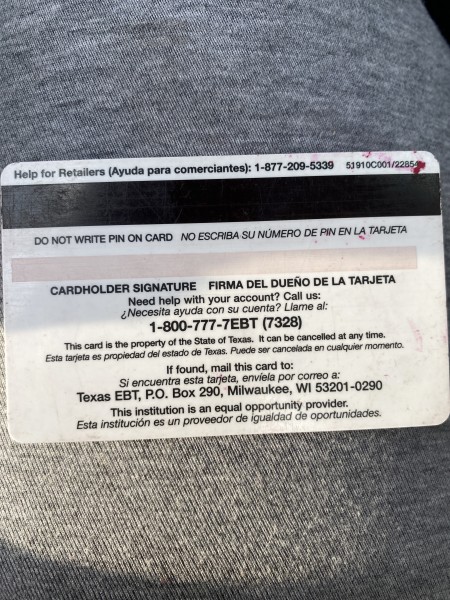 Help for Retailers (Ayuda para comerciantes): 1-877-209-5339 51910C001/22854
DO NOT WRITE PIN ON CARD NO ESCRIBA SU NÚMERO DE PIN EN LA TARJETA
CARDHOLDER SIGNATURE FIRMA DEL DUEÑO DE LA TARJETA
Need help with your account? Call us:
¿Necesita ayuda con su cuenta? Llame al:
1-800-777-7EBT (7328)
This card is the property of the State of Texas. It can be cancelled at any time.
Esta tarjeta es propiedad del estado de Texas. Puede ser cancelada en cualquier momento.
If found, mail this card to:
Si encuentra esta tarjeta, envíela por correo a:
Texas EBT, P.O. Box 290, Milwaukee, WI 53201-0290
This institution is an equal opportunity provider.
Esta institución es un proveedor de igualdad de oportunidades.